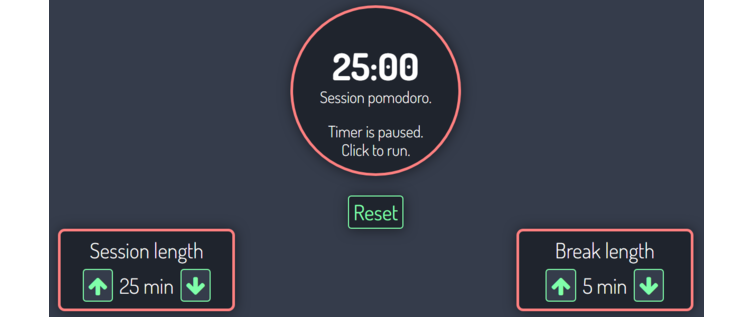 25:00
Session pomodoro.
Timer is paused.
Click to run.
Reset
Session length
25 min
Break length
5 min